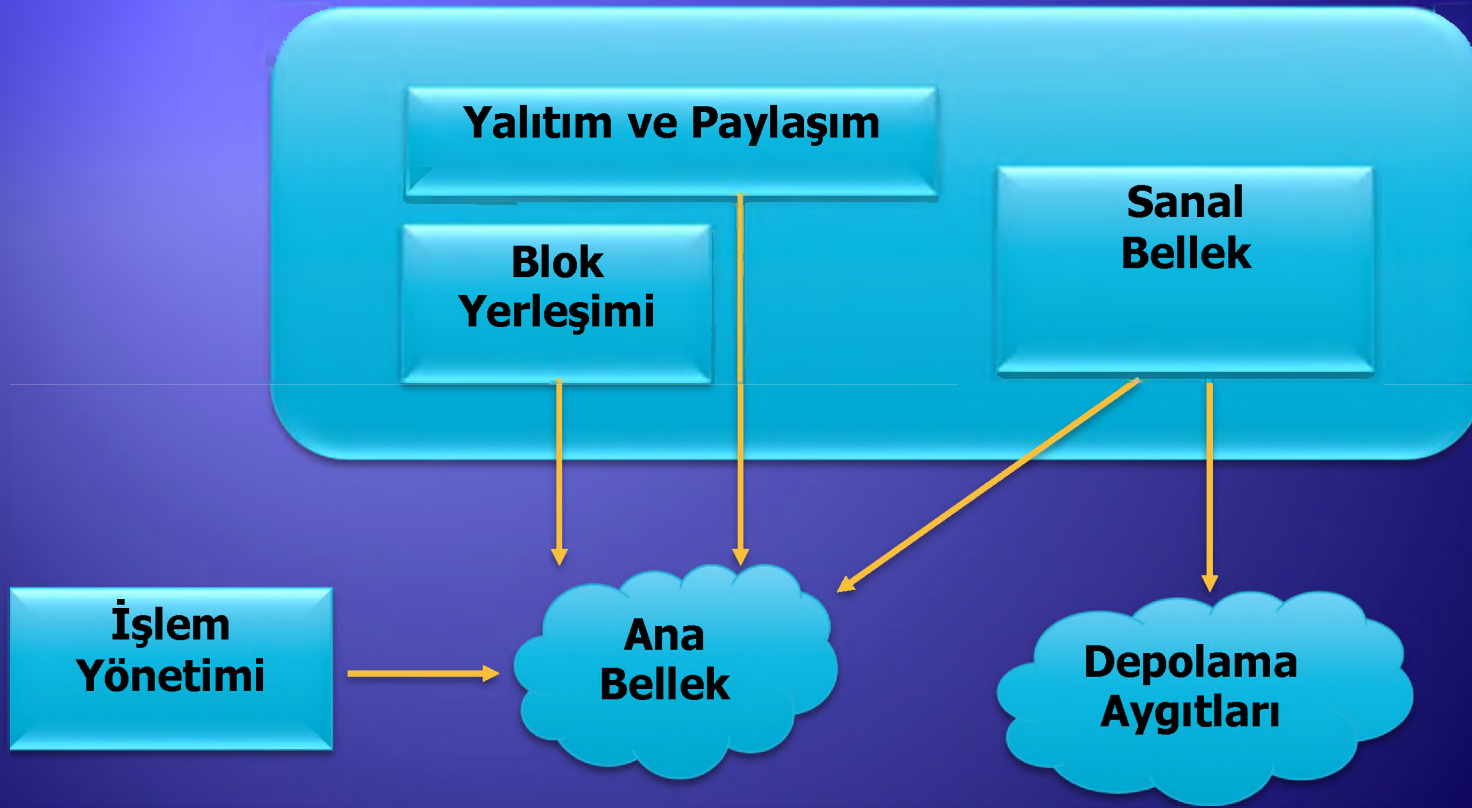 Yalıtım ve Paylaşım
Blok
Yerleşimi
Sanal
Bellek
İşlem
Yönetimi
Ana
Bellek
Depolama
Aygıtları